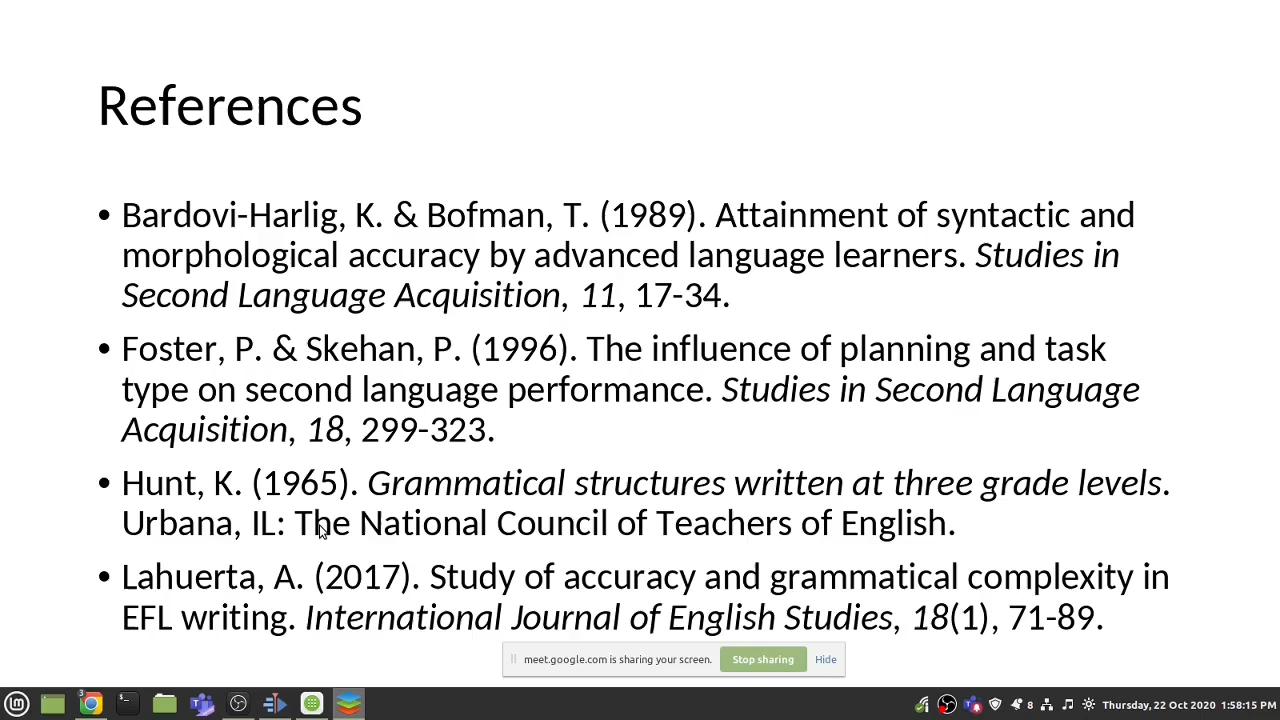 References
• Bardovi-Harlig, K. & Bofman, T. (1989). Attainment of syntactic and
morphological accuracy by advanced language learners. Studies in
Second Language Acquisition, 11, 17-34.
• Foster, P. & Skehan, P. (1996). The influence of planning and task
type on second language performance. Studies in Second Language
Acquisition, 18, 299-323.
• Hunt, K. (1965). Grammatical structures written at three grade levels.
Urbana, IL: The National Council of Teachers of English.
• Lahuerta, A. (2017). Study of accuracy and grammatical complexity in
EFL writing. International Journal of English Studies, 18(1), 71-89.
meet.google.com is sharing your screen. Stop sharing Hide
3 8 Thursday, 22 Oct 2020 1:58:15 PM